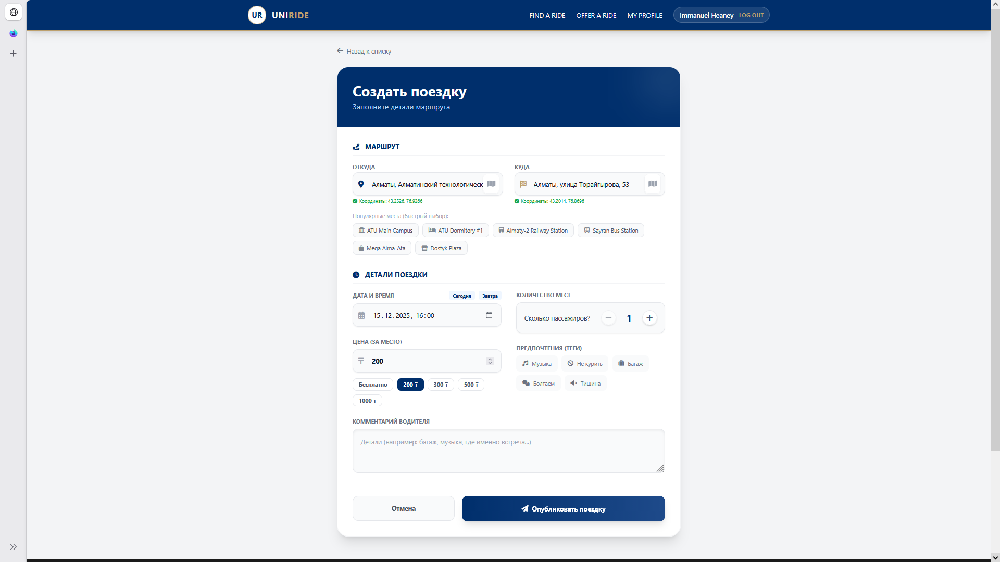 UR UNIRIDE FIND A RIDE OFFER A RIDE MY PROFILE Immanuel Heaney LOG OUT
Назад к списку
Создать поездку
Заполните детали маршрута
МАРШРУТ
ОТКУДА КУДА
Алматы, Алматинский технологическ Алматы, улица Торайгырова, 53
Координаты: 43.2526, 76.9266 Координаты: 43.2014, 76.8696
Популярные места (быстрый выбор):
ATU Main Campus ATU Dormitory #1 Almaty-2 Railway Station Sayran Bus Station
Mega Alma-Ata Dostyk Plaza
ДЕТАЛИ ПОЕЗДКИ
ДАТА И ВРЕМЯ Сегодня Завтра КОЛИЧЕСТВО МЕСТ
15.12.2025, 16:00 Сколько пассажиров? − 1 +
ЦЕНА (ЗА МЕСТО) ПРЕДПОЧТЕНИЯ (ТЕГИ)
₸ 200 Музыка Не курить Багаж
Бесплатно 200 ₸ 300 ₸ 500 ₸ Болтаем Тишина
1000 ₸
КОММЕНТАРИЙ ВОДИТЕЛЯ
Детали (например: багаж, музыка, где именно встреча...)
Отмена Опубликовать поездку